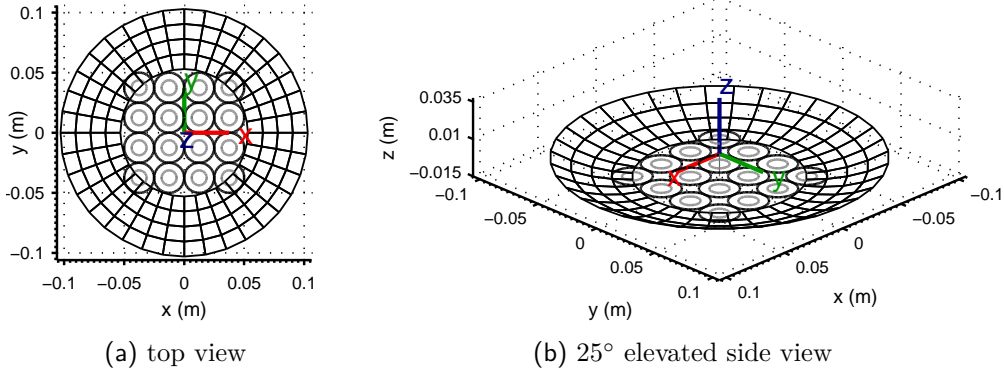 0.1
0.05
0
−0.05
−0.1
y (m)
−0.1 −0.05 0 0.05 0.1
x (m)
y
x
z
(a) top view
0.035
0.01
−0.015
z (m)
−0.1
−0.05
0
0.05
0.1
y (m)
−0.1
−0.05
0
0.05
0.1
x (m)
z
x
y
(b) 25° elevated side view